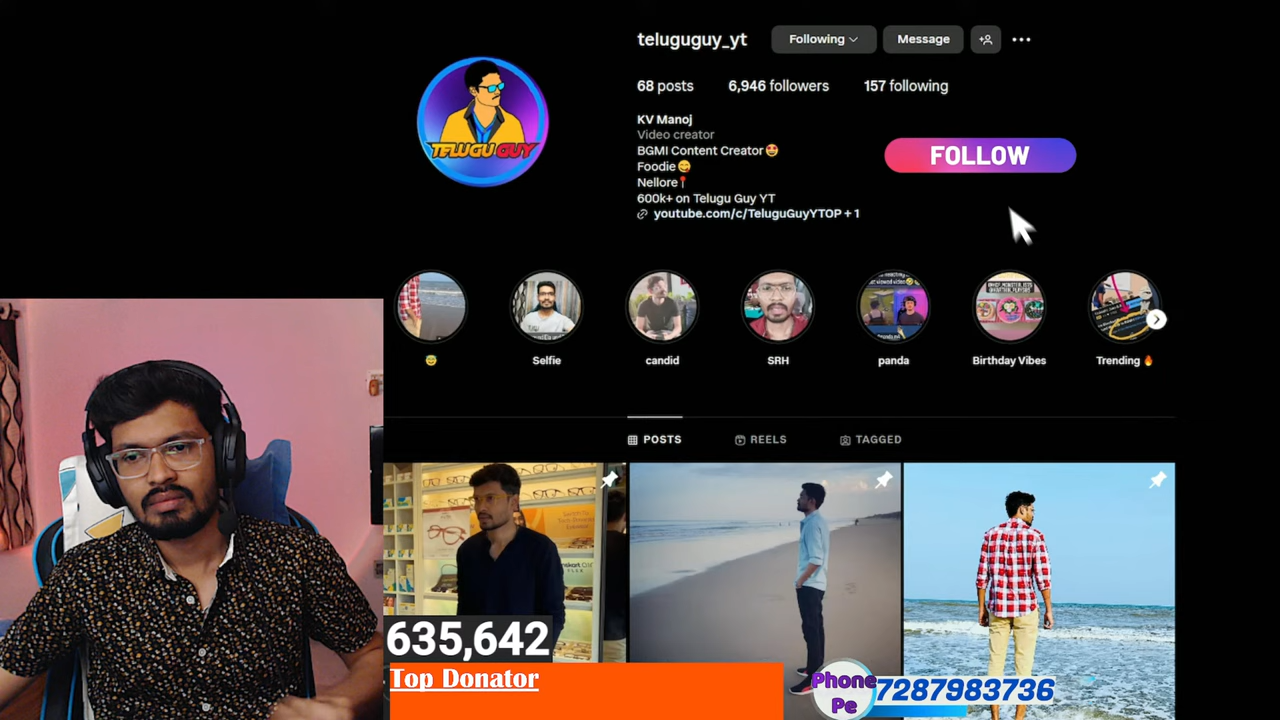 teluguguy_yt
Following
Message
68 posts
6,946 followers
157 following
KV Manoj
Video creator
BGMI Content Creator🤩
Foodie😋
Nellore📍
600k+ on Telugu Guy YT
youtube.com/c/TeluguGuyYTOP + 1
FOLLOW
TELUGU GUY
😇
Selfie
candid
SRH
panda
Birthday Vibes
Trending 🔥
POSTS
REELS
TAGGED
635,642
Top Donator
Phone
Pe
7287983736